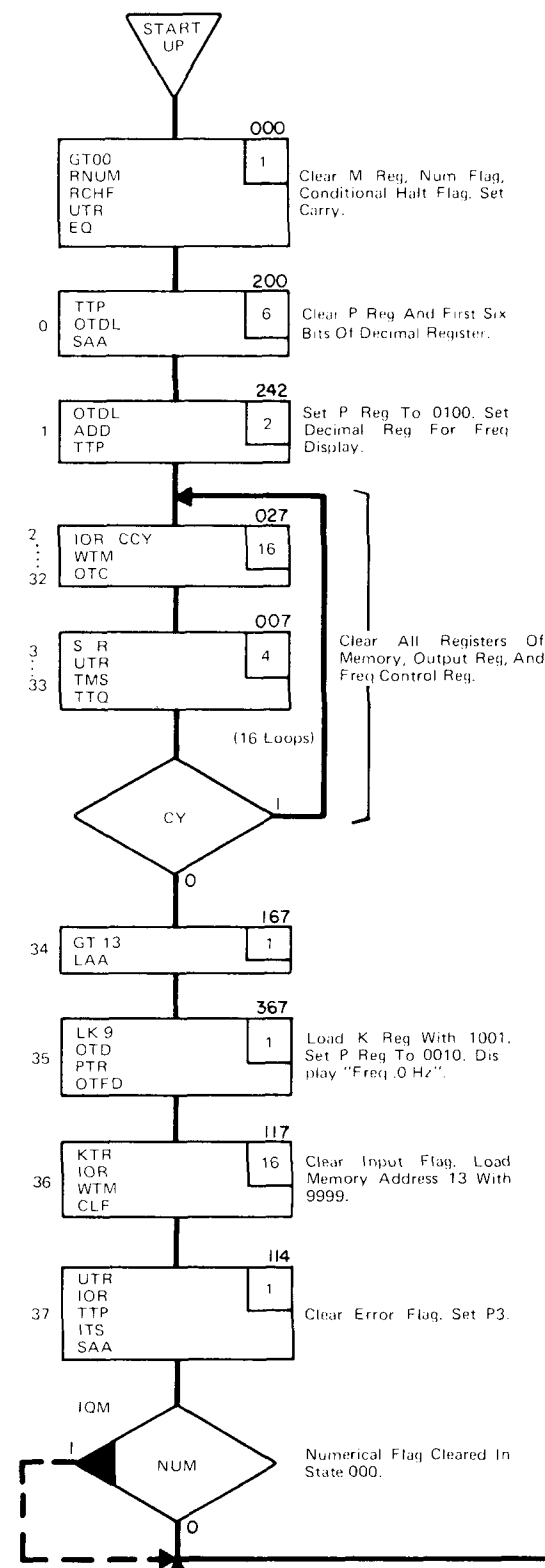 START
UP
000
GT00
RNUM
RCHF
UTR
EQ
1
Clear M Reg, Num Flag,
Conditional Halt Flag. Set
Carry.
200
0
TTP
OTDL
SAA
6
Clear P Reg And First Six
Bits Of Decimal Register.
242
1
OTDL
ADD
TTP
2
Set P Reg To 0100. Set
Decimal Reg For Freq
Display.
027
2
32
IOR CCY
WTM
OTC
16
007
3
33
S R
UTR
TMS
TTQ
4
Clear All Registers Of
Memory, Output Reg, And
Freq Control Reg.
(16 Loops)
CY
1
0
167
34
GT 13
LAA
1
367
35
LK 9
OTD
PTR
OTFD
1
Load K Reg With 1001.
Set P Reg To 0010. Dis
play "Freq .0 Hz".
117
36
KTR
IOR
WTM
CLF
16
Clear Input Flag. Load
Memory Address 13 With
9999.
114
37
UTR
IOR
TTP
ITS
SAA
1
Clear Error Flag. Set P3.
IQM
1
NUM
Numerical Flag Cleared In
State 000.
0